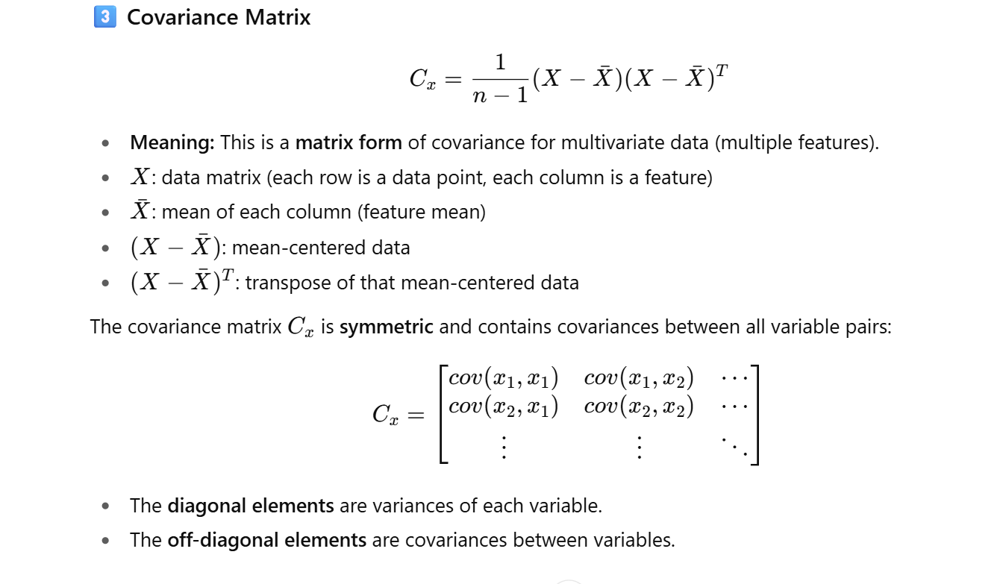 3 Covariance Matrix
C_x = \frac{1}{n-1}(X - \bar{X})(X - \bar{X})^T
• Meaning: This is a matrix form of covariance for multivariate data (multiple features).
• X: data matrix (each row is a data point, each column is a feature)
• \bar{X}: mean of each column (feature mean)
• (X - \bar{X}): mean-centered data
• (X - \bar{X})^T: transpose of that mean-centered data
The covariance matrix C_x is symmetric and contains covariances between all variable pairs:
C_x = \begin{bmatrix} cov(x_1, x_1) & cov(x_1, x_2) & \cdots \\ cov(x_2, x_1) & cov(x_2, x_2) & \cdots \\ \vdots & \vdots & \ddots \end{bmatrix}
• The diagonal elements are variances of each variable.
• The off-diagonal elements are covariances between variables.